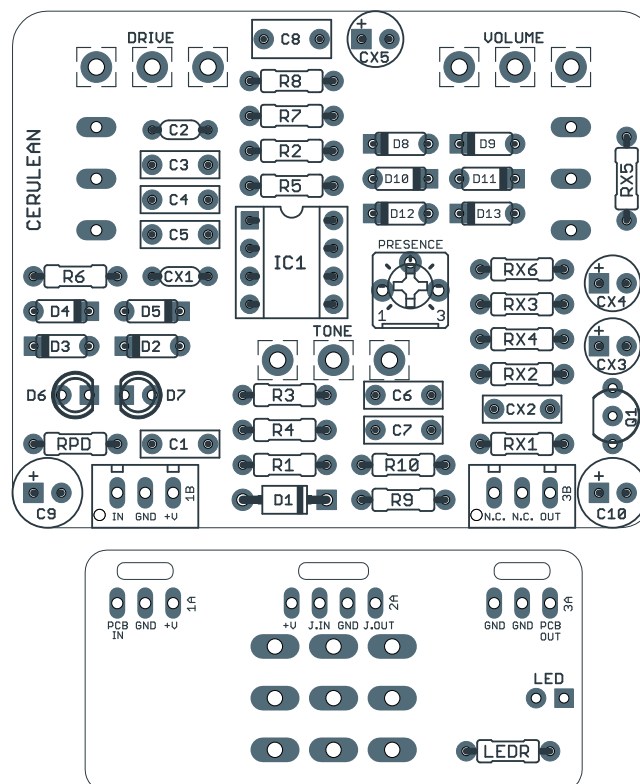 DRIVE
C8
+
CX5
VOLUME
R8
R7
R2
R5
C2
C3
C4
C5
CERULEAN
D8
D9
D10
D11
D12
D13
RX5
IC1
PRESENCE
1
3
R6
CX1
D4
D5
D3
D2
D6
D7
TONE
RX6
RX3
RX4
RX2
CX2
RX1
+
CX4
+
CX3
Q1
R3
R4
R1
D1
C6
C7
R10
R9
RPD
C1
+
C9
IN
GND
+V
1B
N.C.
N.C.
OUT
3B
+
C10
PCB IN
GND
+V
1A
+V
J.IN
GND
J.OUT
2A
GND
GND
PCB OUT
3A
LED
LEDR